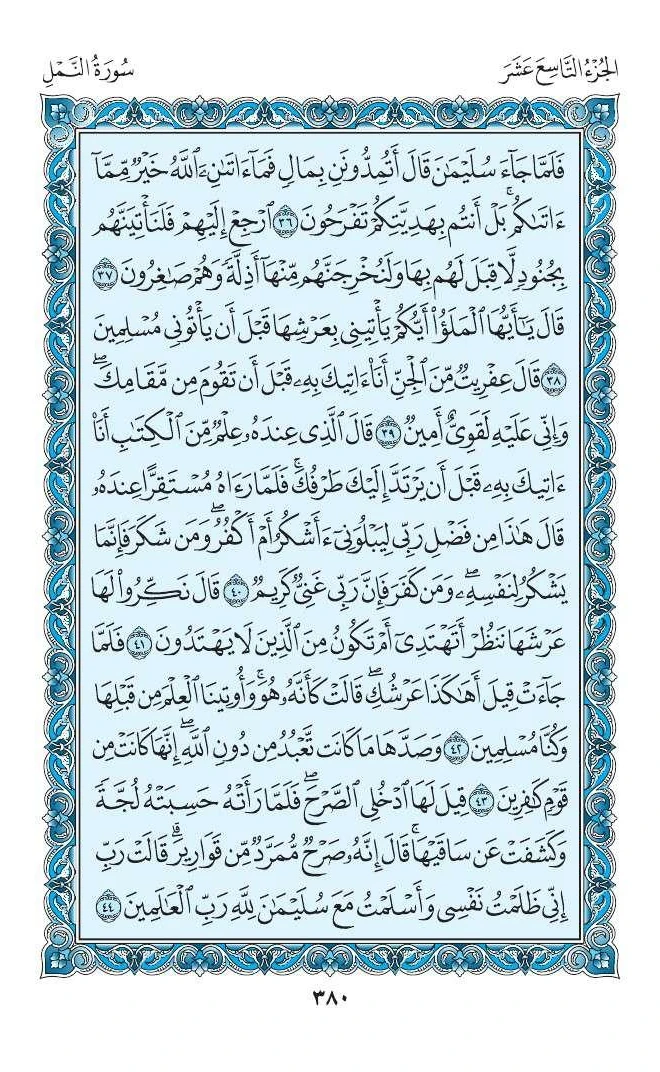 الجُزْءُ التَّاسِعَ عَشَرَ
سُورَةُ النَّمْلِ
فَلَمَّا جَآءَ سُلَيۡمَٰنَ قَالَ أَتُمِدُّونَنِ بِمَالٖ فَمَآ ءَاتَىٰنِۦَ ٱللَّهُ خَيۡرٞ مِّمَّآ
ءَاتَىٰكُمۚ بَلۡ أَنتُم بِهَدِيَّتِكُمۡ تَفۡرَحُونَ ٣٦ ٱرۡجِعۡ إِلَيۡهِمۡ فَلَنَأۡتِيَنَّهُم
بِجُنُودٖ لَّا قِبَلَ لَهُم بِهَا وَلَنُخۡرِجَنَّهُم مِّنۡهَآ أَذِلَّةٗ وَهُمۡ صَٰغِرُونَ ٣٧
قَالَ يَٰٓأَيُّهَا ٱلۡمَلَؤُاْ أَيُّكُمۡ يَأۡتِينِي بِعَرۡشِهَا قَبۡلَ أَن يَأۡتُونِي مُسۡلِمِينَ
٣٨ قَالَ عِفۡرِيتٞ مِّنَ ٱلۡجِنِّ أَنَا۠ ءَاتِيكَ بِهِۦ قَبۡلَ أَن تَقُومَ مِن مَّقَامِكَۖ
وَإِنِّي عَلَيۡهِ لَقَوِيٌّ أَمِينٞ ٣٩ قَالَ ٱلَّذِي عِندَهُۥ عِلۡمٞ مِّنَ ٱلۡكِتَٰبِ أَنَا۠
ءَاتِيكَ بِهِۦ قَبۡلَ أَن يَرۡتَدَّ إِلَيۡكَ طَرۡفُكَۚ فَلَمَّا رَءَاهُ مُسۡتَقِرًّا عِندَهُۥ
قَالَ هَٰذَا مِن فَضۡلِ رَبِّي لِيَبۡلُوَنِيٓ ءَأَشۡكُرُ أَمۡ أَكۡفُرُۖ وَمَن شَكَرَ فَإِنَّمَا
يَشۡكُرُ لِنَفۡسِهِۦۖ وَمَن كَفَرَ فَإِنَّ رَبِّي غَنِيّٞ كَرِيمٞ ٤٠ قَالَ نَكِّرُواْ لَهَا
عَرۡشَهَا نَنظُرۡ أَتَهۡتَدِيٓ أَمۡ تَكُونُ مِنَ ٱلَّذِينَ لَا يَهۡتَدُونَ ٤١ فَلَمَّا
جَآءَتۡ قِيلَ أَهَٰكَذَا عَرۡشُكِۖ قَالَتۡ كَأَنَّهُۥ هُوَۚ وَأُوتِينَا ٱلۡعِلۡمَ مِن قَبۡلِهَا
وَكُنَّا مُسۡلِمِينَ ٤٢ وَصَدَّهَا مَا كَانَت تَّعۡبُدُ مِن دُونِ ٱللَّهِۖ إِنَّهَا كَانَتۡ مِن
قَوۡمٖ كَٰفِرِينَ ٤٣ قِيلَ لَهَا ٱدۡخُلِي ٱلصَّرۡحَۖ فَلَمَّا رَأَتۡهُ حَسِبَتۡهُ لُجَّةٗ
وَكَشَفَتۡ عَن سَاقَيۡهَاۚ قَالَ إِنَّهُۥ صَرۡحٞ مُّمَرَّدٞ مِّن قَوَارِيرَۗ قَالَتۡ رَبِّ
إِنِّي ظَلَمۡتُ نَفۡسِي وَأَسۡلَمۡتُ مَعَ سُلَيۡمَٰنَ لِلَّهِ رَبِّ ٱلۡعَٰلَمِينَ ٤٤
٣٨٠